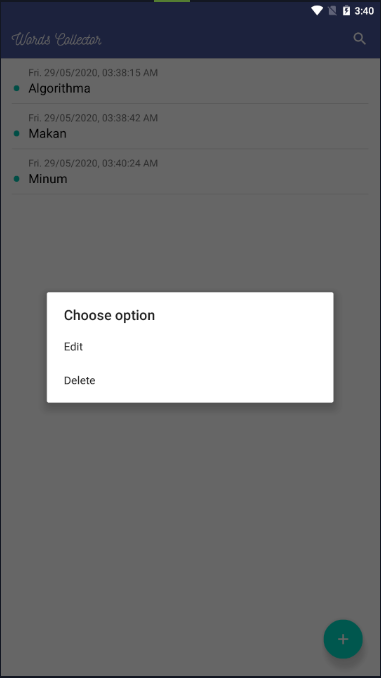 3:40
Words Collector
Fri. 29/05/2020, 03:38:15 AM
Algorithma
Fri. 29/05/2020, 03:38:42 AM
Makan
Fri. 29/05/2020, 03:40:24 AM
Minum
Choose option
Edit
Delete
+